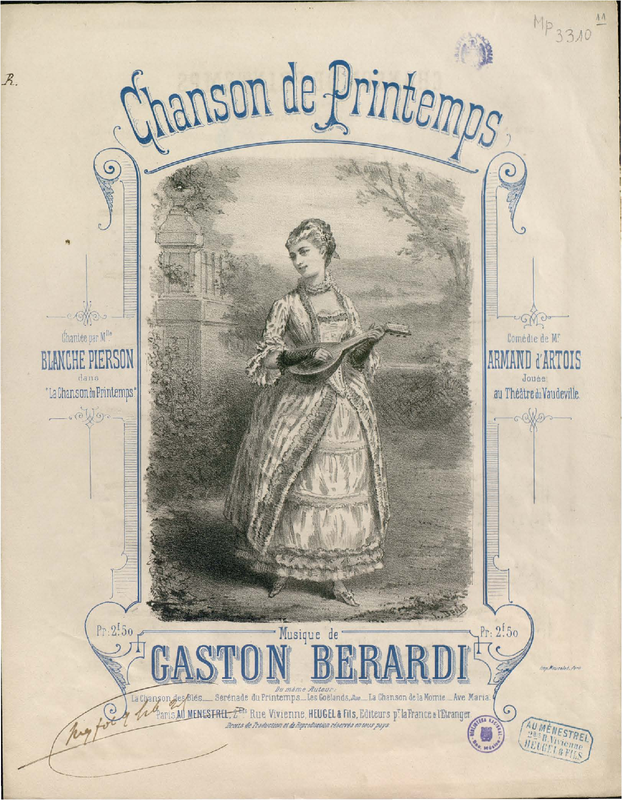 Mp
3310
11
R.
Chanson de Printemps
Chantée par Mlle
BLANCHE PIERSON
dans
"La Chanson du Printemps"
Comédie de Mr
ARMAND d'ARTOIS
Jouée
au Théâtre du Vaudeville.
Pr: 2f 50
Pr: 2f 50
Musique de
GASTON BERARDI
Du même Auteur:
La Chanson des Blés Sérénade du Printemps Les Goëlands, La Chanson de la Momie Ave Maria.
Paris, AU MÉNESTREL, 2bis Rue Vivienne, HEUGEL & Fils, Editeurs pr la France & l'Etranger.
Droits de Production et de Reproduction réservés en tous pays
AU MÉNESTREL
2bis R. Vivienne
HEUGEL & FILS